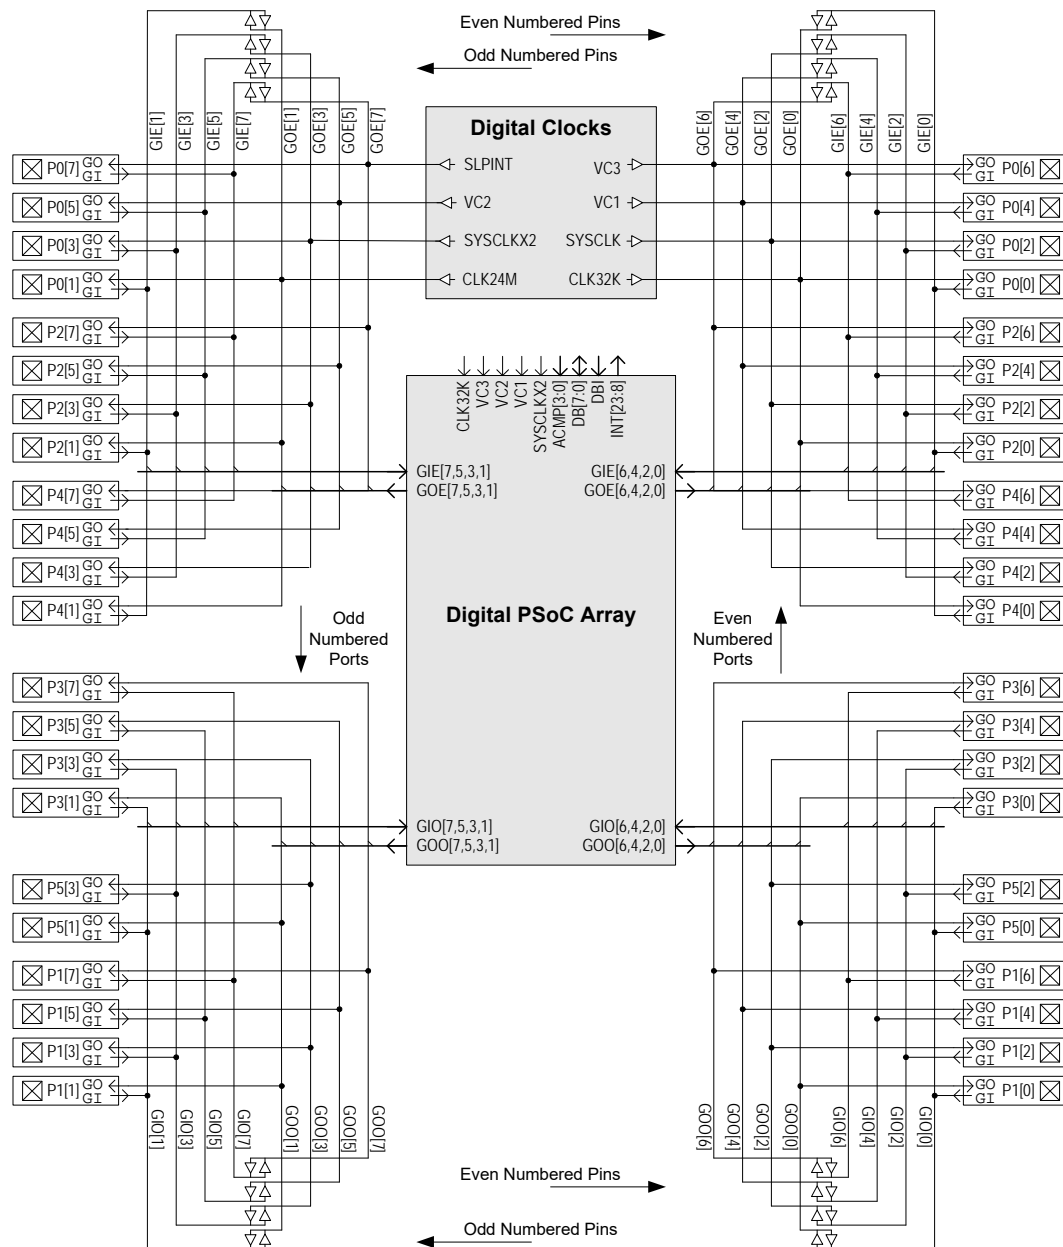 Even Numbered Pins
Odd Numbered Pins
GIE[1]
GIE[3]
GIE[5]
GIE[7]
GOE[1]
GOE[3]
GOE[5]
GOE[7]
Digital Clocks
SLPINT
VC3
VC2
VC1
SYSCLKX2
SYSCLK
CLK24M
CLK32K
GOE[6]
GOE[4]
GOE[2]
GOE[0]
GIE[6]
GIE[4]
GIE[2]
GIE[0]
P0[7] GO
GI
P0[5] GO
GI
P0[3] GO
GI
P0[1] GO
GI
P2[7] GO
GI
P2[5] GO
GI
P2[3] GO
GI
P2[1] GO
GI
P4[7] GO
GI
P4[5] GO
GI
P4[3] GO
GI
P4[1] GO
GI
GO P0[6]
GI
GO P0[4]
GI
GO P0[2]
GI
GO P0[0]
GI
GO P2[6]
GI
GO P2[4]
GI
GO P2[2]
GI
GO P2[0]
GI
GO P4[6]
GI
GO P4[4]
GI
GO P4[2]
GI
GO P4[0]
GI
CLK32K
VC3
VC2
VC1
SYSCLKX2
ACMP[3:0]
DB[7:0]
DBI
INT[23:8]
GIE[7,5,3,1]
GIE[6,4,2,0]
GOE[7,5,3,1]
GOE[6,4,2,0]
Digital PSoC Array
Odd
Numbered
Ports
Even
Numbered
Ports
GIO[7,5,3,1]
GIO[6,4,2,0]
GOO[7,5,3,1]
GOO[6,4,2,0]
P3[7] GO
GI
P3[5] GO
GI
P3[3] GO
GI
P3[1] GO
GI
P5[3] GO
GI
P5[1] GO
GI
P1[7] GO
GI
P1[5] GO
GI
P1[3] GO
GI
P1[1] GO
GI
GO P3[6]
GI
GO P3[4]
GI
GO P3[2]
GI
GO P3[0]
GI
GO P5[2]
GI
GO P5[0]
GI
GO P1[6]
GI
GO P1[4]
GI
GO P1[2]
GI
GO P1[0]
GI
GIO[1]
GIO[3]
GIO[5]
GIO[7]
GOO[1]
GOO[3]
GOO[5]
GOO[7]
GOO[6]
GOO[4]
GOO[2]
GOO[0]
GIO[6]
GIO[4]
GIO[2]
GIO[0]
Even Numbered Pins
Odd Numbered Pins